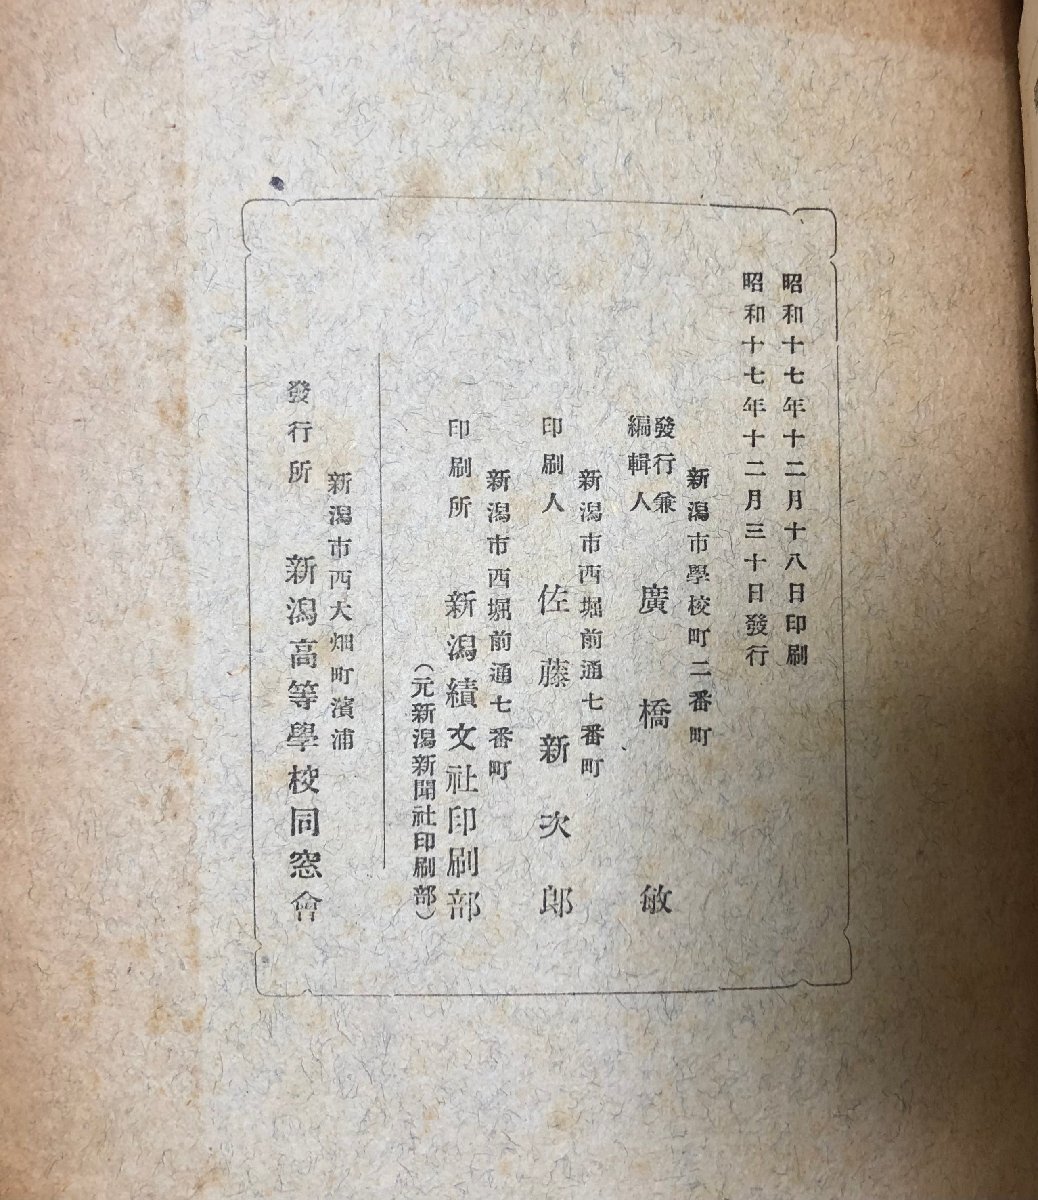 昭和十七年十二月十八日印刷
昭和十七年十二月三十日發行
新潟市學校町二番町
發行兼
編輯人 廣橋敏
新潟市西堀前通七番町
印刷人 佐藤新次郎
新潟市西堀前通七番町
印刷所 新潟績文社印刷部
（元新潟新聞社印刷部）
新潟市西大畑町濱浦
發行所 新潟高等學校同窓會